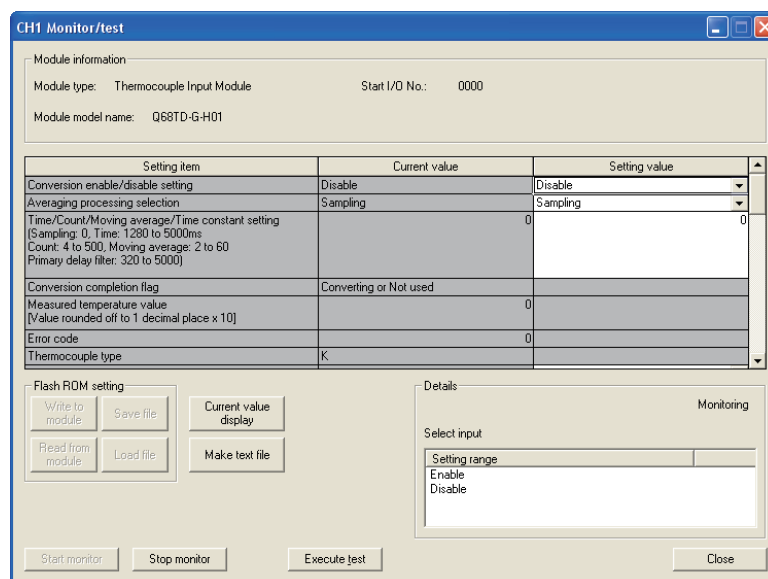 CH1 Monitor/test
Module information
Module type: Thermocouple Input Module Start I/O No.: 0000
Module model name: Q68TD-G-H01
Setting item Current value Setting value
Conversion enable/disable setting Disable Disable
Averaging processing selection Sampling Sampling
Time/Count/Moving average/Time constant setting 0 0
(Sampling: 0, Time: 1280 to 5000ms
Count: 4 to 500, Moving average: 2 to 60
Primary delay filter: 320 to 5000)
Conversion completion flag Converting or Not used
Measured temperature value 0
[Value rounded off to 1 decimal place x 10]
Error code 0
Thermocouple type K
Flash ROM setting
Write to
module
Save file
Current value
display
Read from
module
Load file
Make text file
Details
Monitoring
Select input
Setting range
Enable
Disable
Start monitor Stop monitor Execute test Close